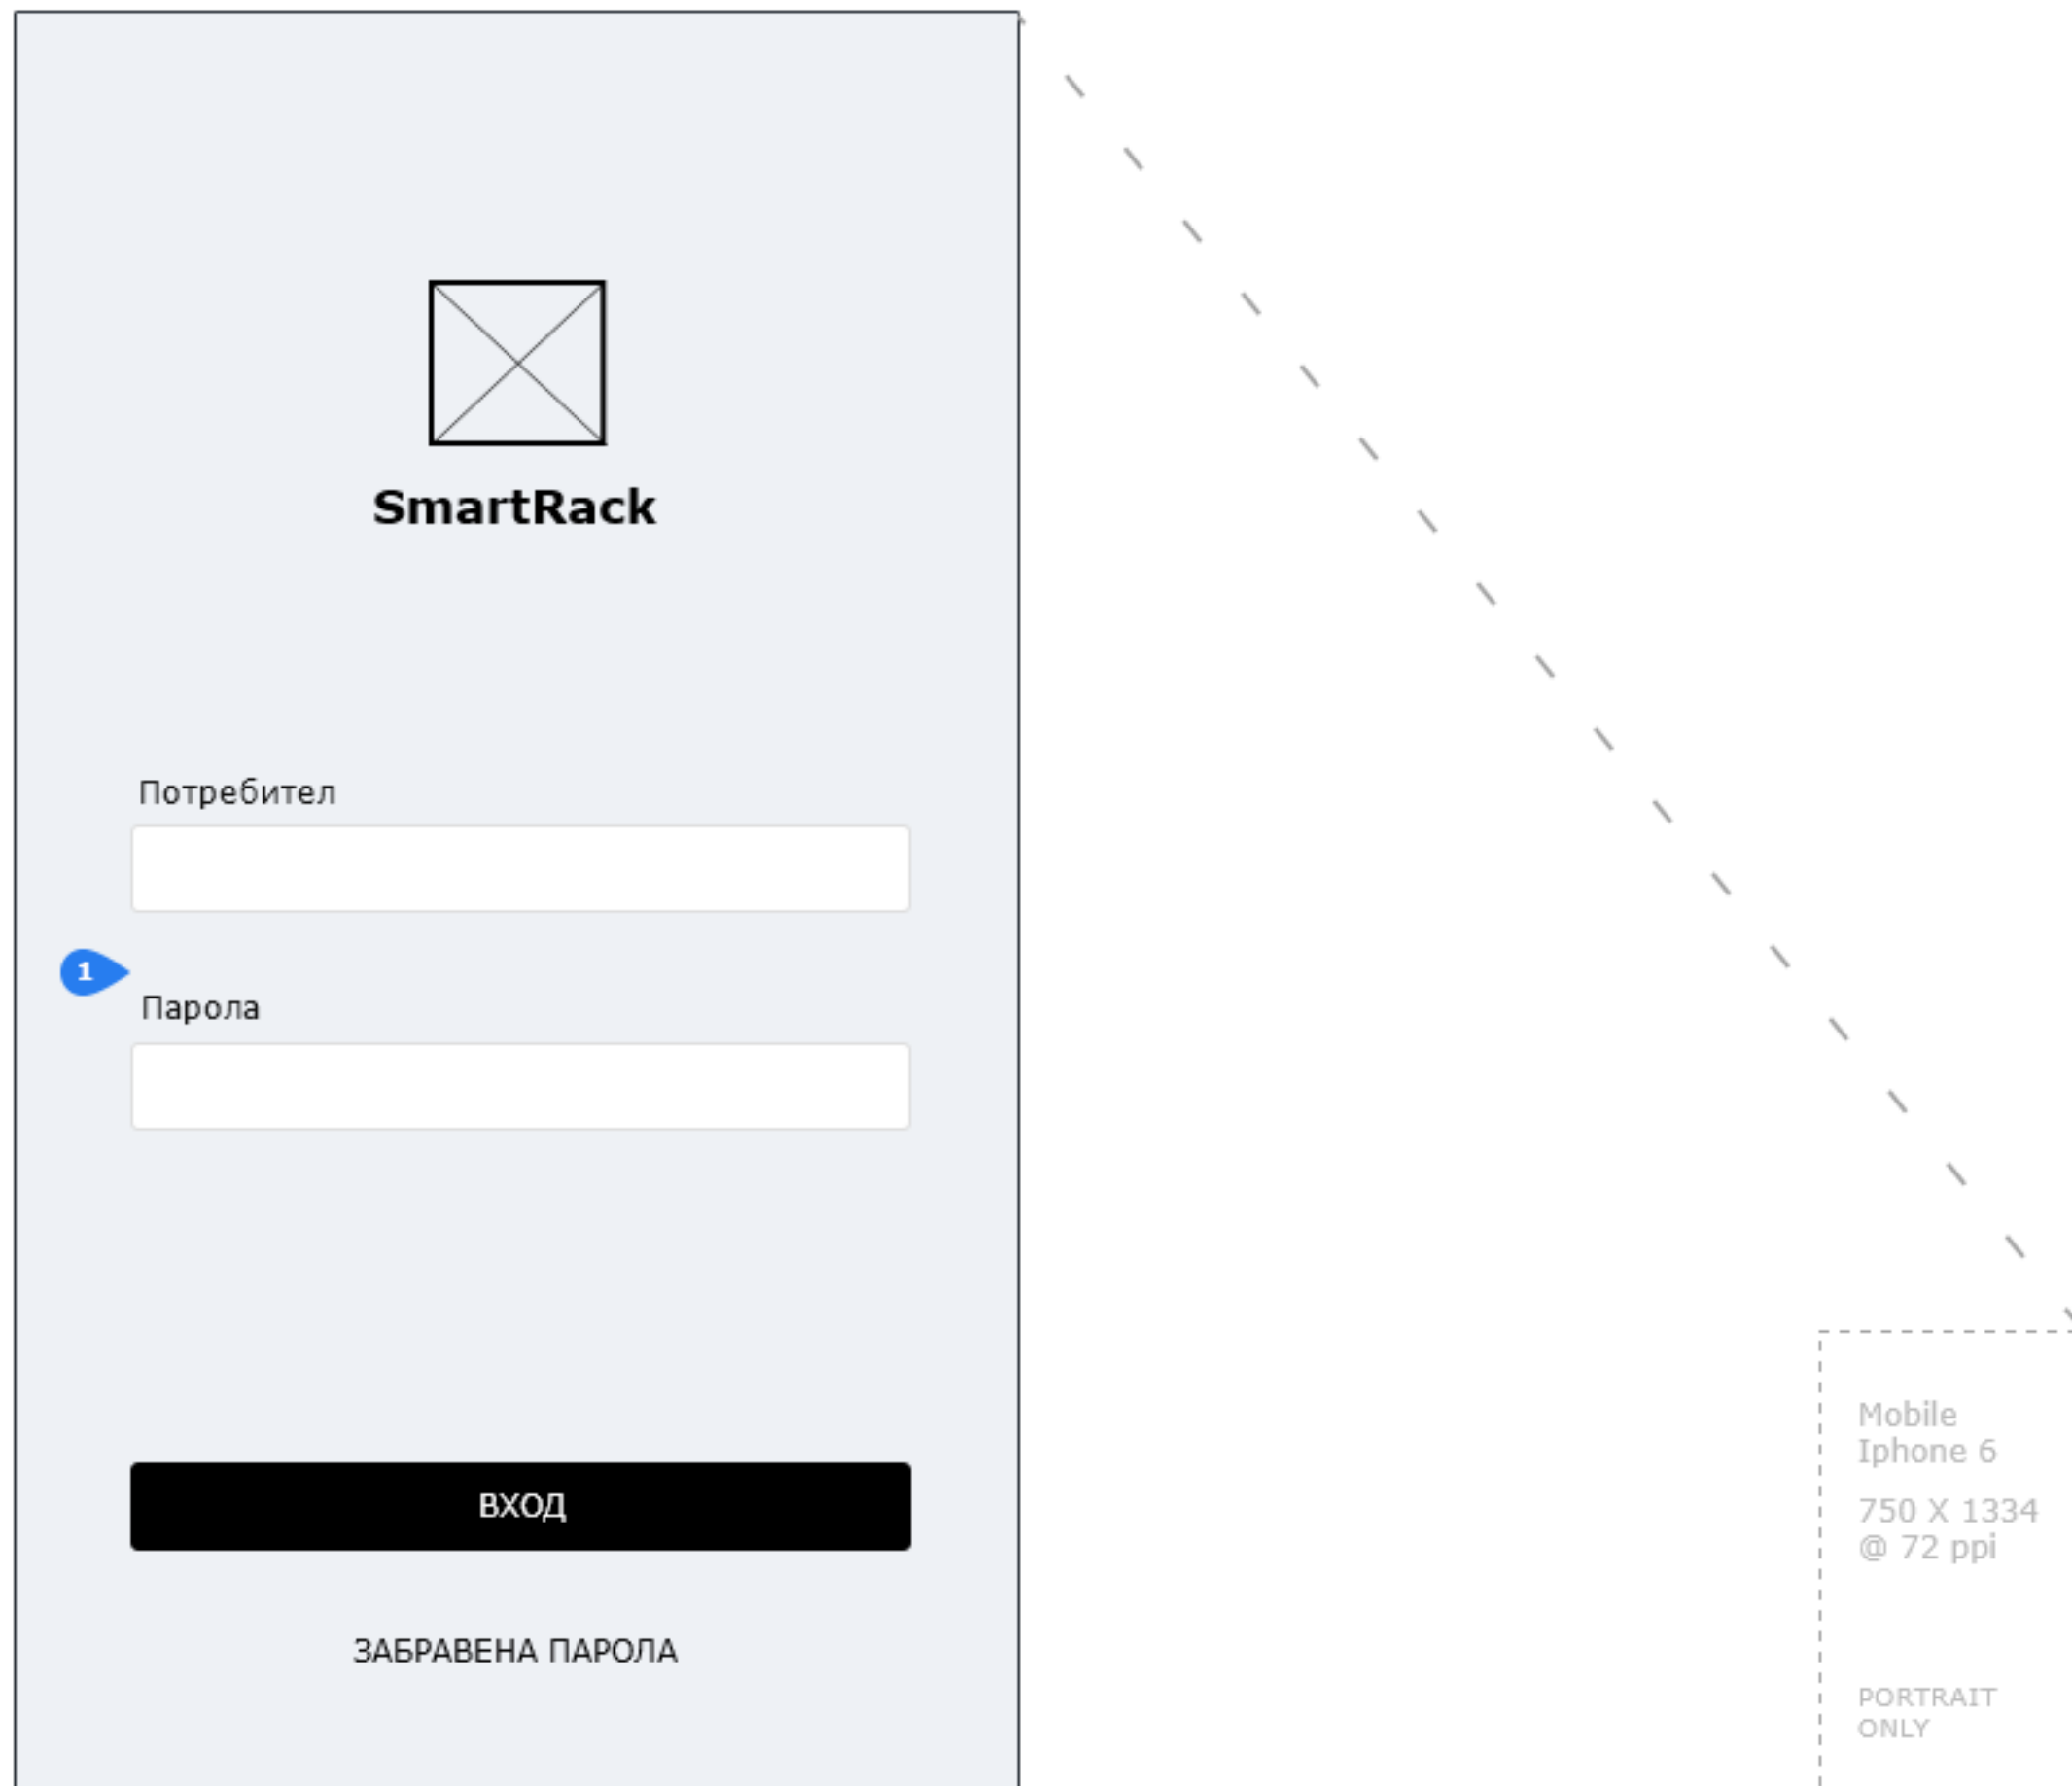 SmartRack
Потребител
1
Парола
ВХОД
ЗАБРАВЕНА ПАРОЛА
Mobile
Iphone 6
750 X 1334
@ 72 ppi
PORTRAIT
ONLY